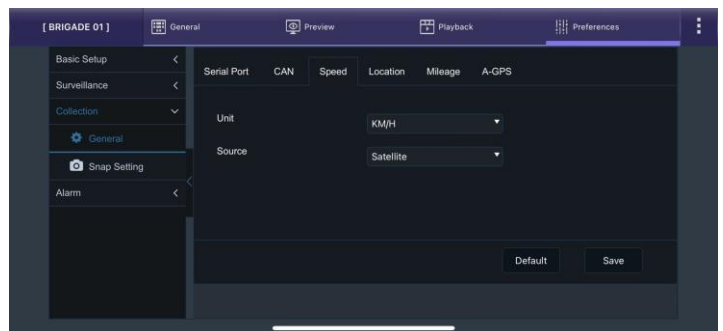 [ BRIGADE 01 ] General Preview Playback Preferences
Basic Setup
Surveillance
Collection
General
Snap Setting
Alarm
Serial Port CAN Speed Location Mileage A-GPS
Unit KM/H
Source Satellite
Default Save